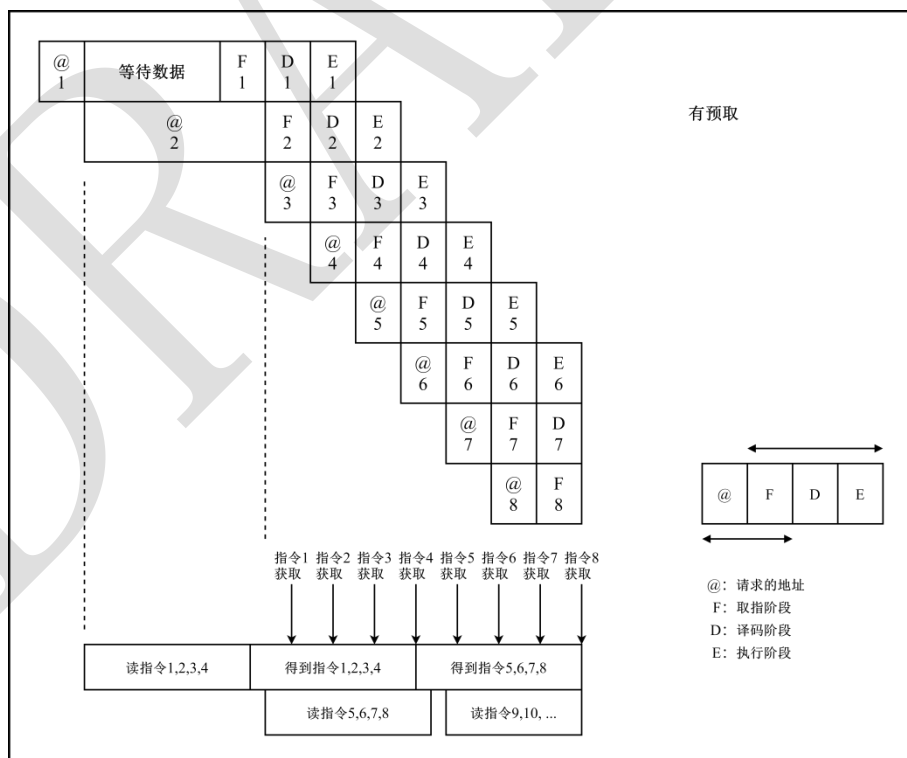 @ 1 等待数据 F 1 D 1 E 1
@ 2 F 2 D 2 E 2
有预取
@ 3 F 3 D 3 E 3
@ 4 F 4 D 4 E 4
@ 5 F 5 D 5 E 5
@ 6 F 6 D 6 E 6
@ 7 F 7 D 7
@ 8 F 8
@ F D E
指令1 指令2 指令3 指令4 指令5 指令6 指令7 指令8
获取 获取 获取 获取 获取 获取 获取 获取
@：请求的地址
F：取指阶段
D：译码阶段
E：执行阶段
读指令1,2,3,4 得到指令1,2,3,4 得到指令5,6,7,8
读指令5,6,7,8 读指令9,10, ...
DRA